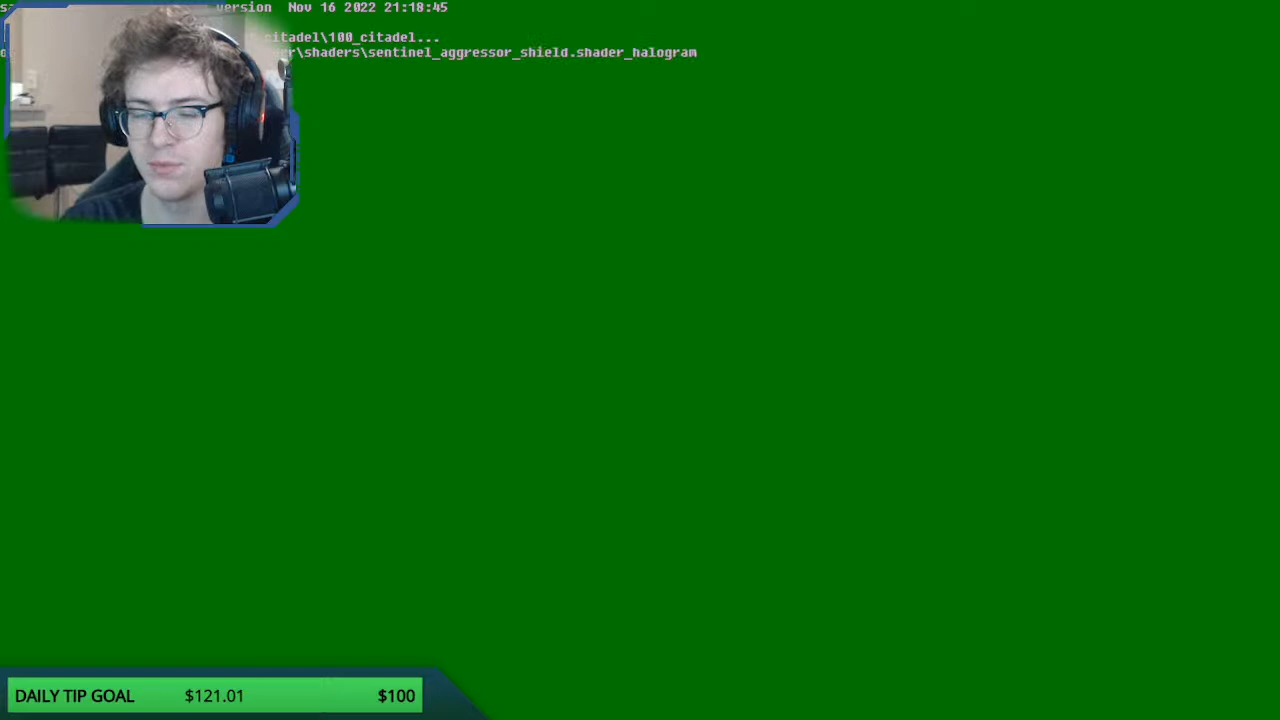 version Nov 16 2022 21:18:45
citadel\100_citadel...
\shaders\sentinel_aggressor_shield.shader_halogram
DAILY TIP GOAL $121.01 $100